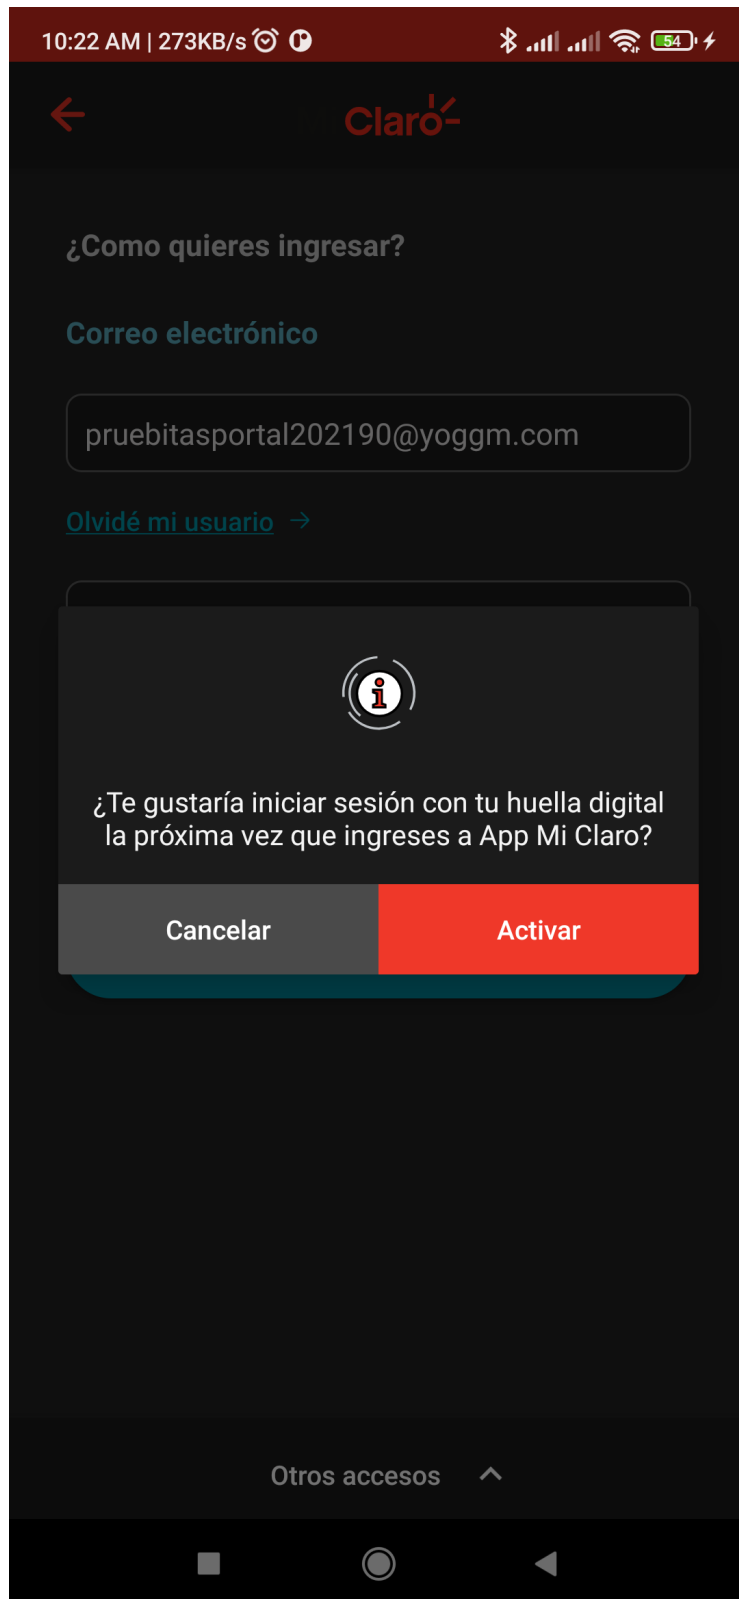 10:22 AM | 273KB/s
54
Claro
¿Como quieres ingresar?
Correo electrónico
pruebitasportal202190@yoggm.com
Olvidé mi usuario →
¿Te gustaría iniciar sesión con tu huella digital
la próxima vez que ingreses a App Mi Claro?
Cancelar
Activar
Otros accesos